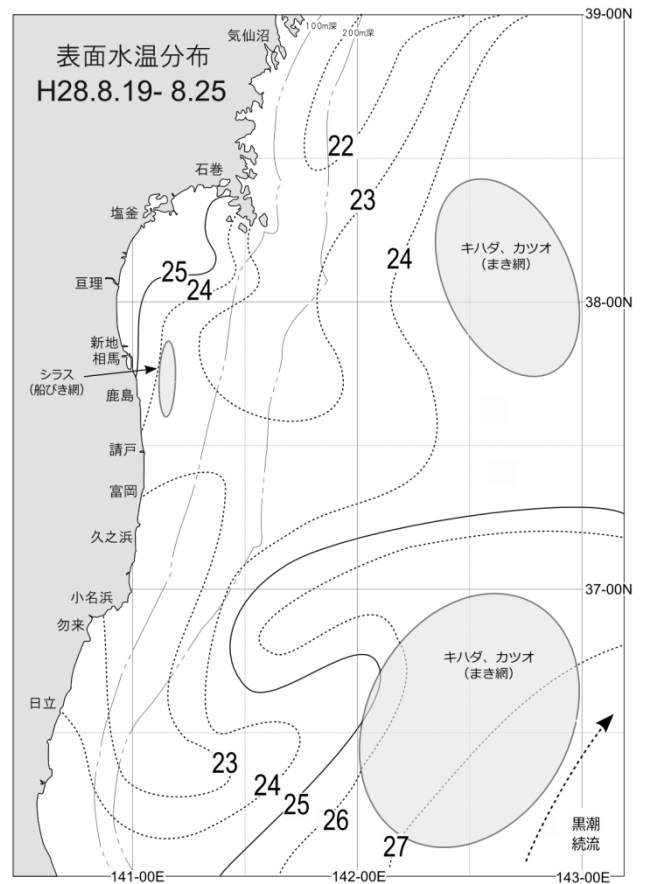 表面水温分布
H28.8.19- 8.25
気仙沼
100m深
200m深
39-00N
石巻
塩釜
亘理
新地
相馬
シラス
(船びき網)
鹿島
請戸
富岡
久之浜
小名浜
勿来
日立
22
23
24
25
24
キハダ、カツオ
(まき網)
38-00N
37-00N
キハダ、カツオ
(まき網)
23
24
25
26
27
黒潮
続流
141-00E
142-00E
143-00E